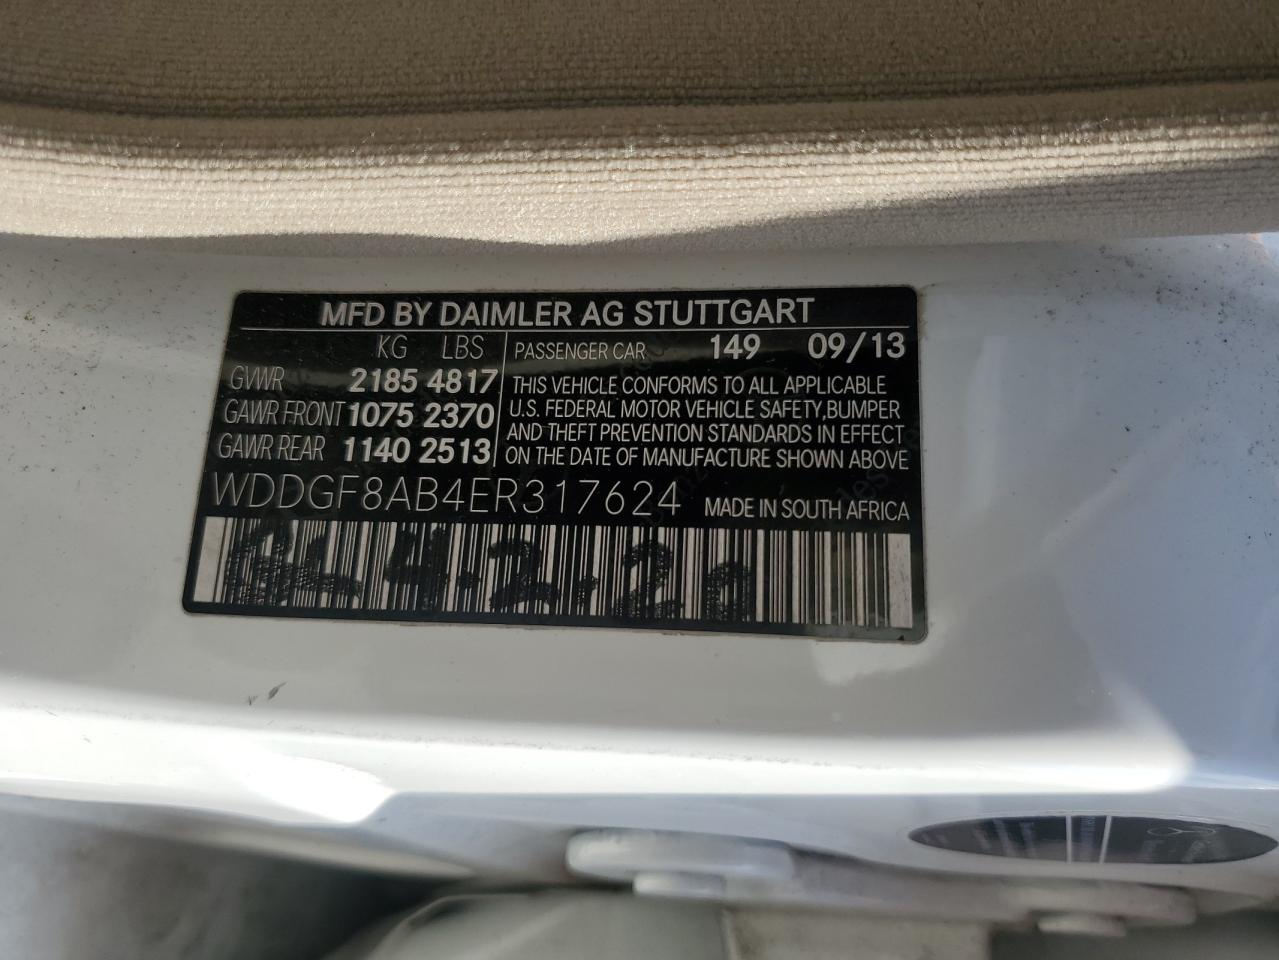 MFD BY DAIMLER AG STUTTGART
KG LBS
GVWR 2185 4817
GAWR FRONT 1075 2370
GAWR REAR 1140 2513
PASSENGER CAR 149 09/13
THIS VEHICLE CONFORMS TO ALL APPLICABLE
U.S. FEDERAL MOTOR VEHICLE SAFETY,BUMPER
AND THEFT PREVENTION STANDARDS IN EFFECT
ON THE DATE OF MANUFACTURE SHOWN ABOVE
WDDGF8AB4ER317624 MADE IN SOUTH AFRICA